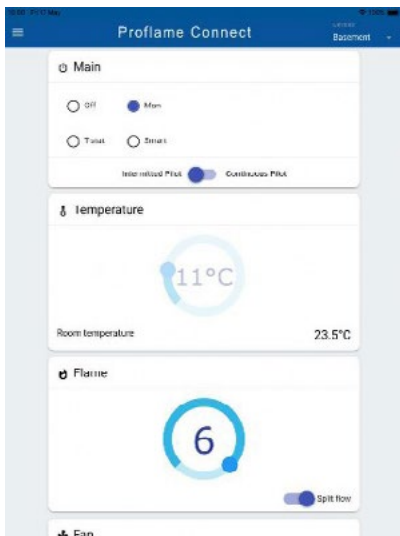 Proflame Connect
Basement
Main
Off
Man
Tstat
Smart
Intermitted Pilot
Continuous Pilot
Temperature
11°C
Room temperature
23.5°C
Flame
6
Split flow
Fan